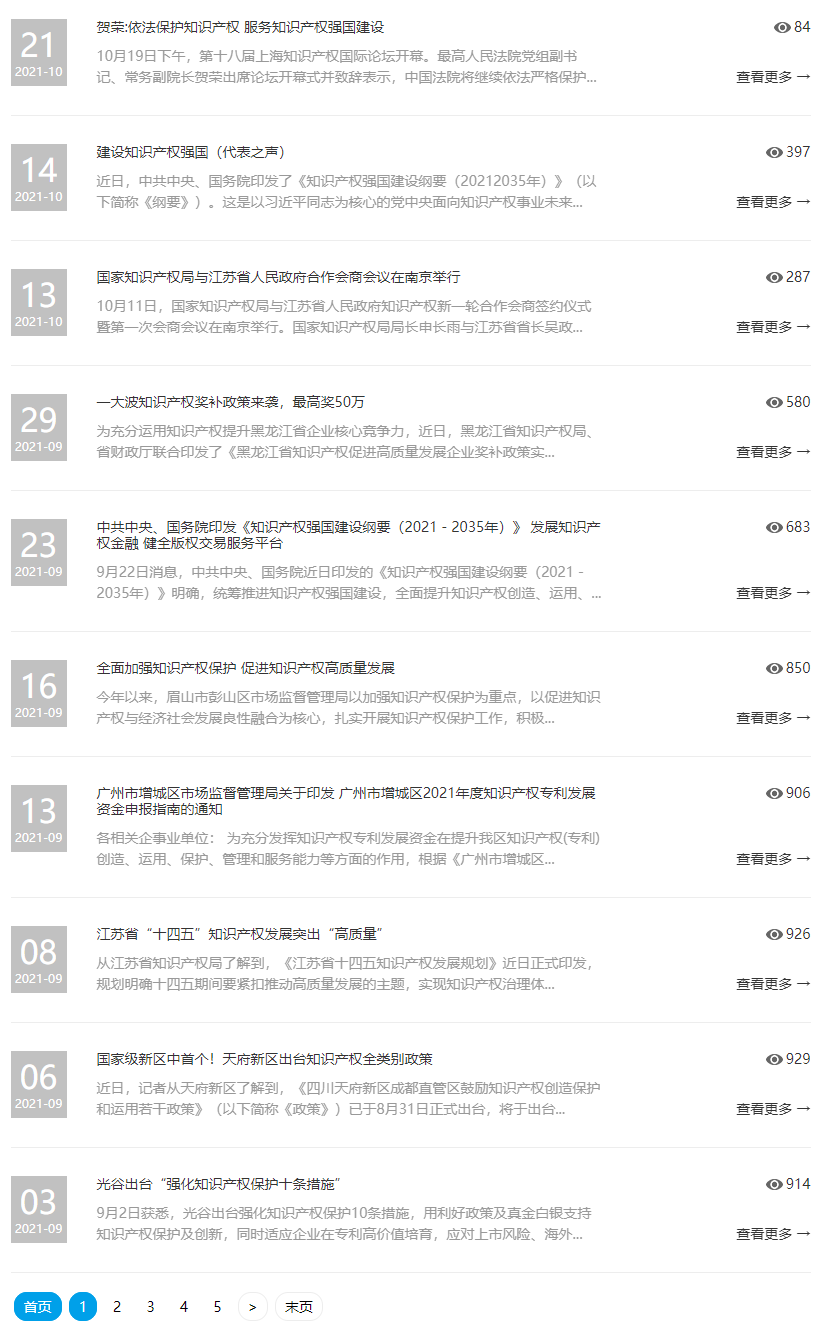 21
2021-10
贺荣:依法保护知识产权 服务知识产权强国建设
84
10月19日下午，第十八届上海知识产权国际论坛开幕。最高人民法院党组副书
记、常务副院长贺荣出席论坛开幕式并致辞表示，中国法院将继续依法严格保护...
查看更多 →
14
2021-10
建设知识产权强国（代表之声）
397
近日，中共中央、国务院印发了《知识产权强国建设纲要（20212035年）》（以
下简称《纲要》）。这是以习近平同志为核心的党中央面向知识产权事业未来...
查看更多 →
13
2021-10
国家知识产权局与江苏省人民政府合作会商会议在南京举行
287
10月11日，国家知识产权局与江苏省人民政府知识产权新一轮合作会商签约仪式
暨第一次会商会议在南京举行。国家知识产权局局长申长雨与江苏省省长吴政...
查看更多 →
29
2021-09
一大波知识产权奖补政策来袭，最高奖50万
580
为充分运用知识产权提升黑龙江省企业核心竞争力，近日，黑龙江省知识产权局、
省财政厅联合印发了《黑龙江省知识产权促进高质量发展企业奖补政策实...
查看更多 →
23
2021-09
中共中央、国务院印发《知识产权强国建设纲要（2021－2035年）》 发展知识产
权金融 健全版权交易服务平台
683
9月22日消息，中共中央、国务院近日印发的《知识产权强国建设纲要（2021－
2035年）》明确，统筹推进知识产权强国建设，全面提升知识产权创造、运用、...
查看更多 →
16
2021-09
全面加强知识产权保护 促进知识产权高质量发展
850
今年以来，眉山市彭山区市场监督管理局以加强知识产权保护为重点，以促进知识
产权与经济社会发展良性融合为核心，扎实开展知识产权保护工作，积极...
查看更多 →
13
2021-09
广州市增城区市场监督管理局关于印发 广州市增城区2021年度知识产权专利发展
资金申报指南的通知
906
各相关企事业单位： 为充分发挥知识产权专利发展资金在提升我区知识产权(专利)
创造、运用、保护、管理和服务能力等方面的作用，根据《广州市增城区...
查看更多 →
08
2021-09
江苏省“十四五”知识产权发展突出“高质量”
926
从江苏省知识产权局了解到，《江苏省十四五知识产权发展规划》近日正式印发，
规划明确十四五期间要紧扣推动高质量发展的主题，实现知识产权治理体...
查看更多 →
06
2021-09
国家级新区中首个！天府新区出台知识产权全类别政策
929
近日，记者从天府新区了解到，《四川天府新区成都直管区鼓励知识产权创造保护
和运用若干政策》（以下简称《政策》）已于8月31日正式出台，将于出台...
查看更多 →
03
2021-09
光谷出台“强化知识产权保护十条措施”
914
9月2日获悉，光谷出台强化知识产权保护10条措施，用利好政策及真金白银支持
知识产权保护及创新，同时适应企业在专利高价值培育，应对上市风险、海外...
查看更多 →
首页 1 2 3 4 5 > 末页